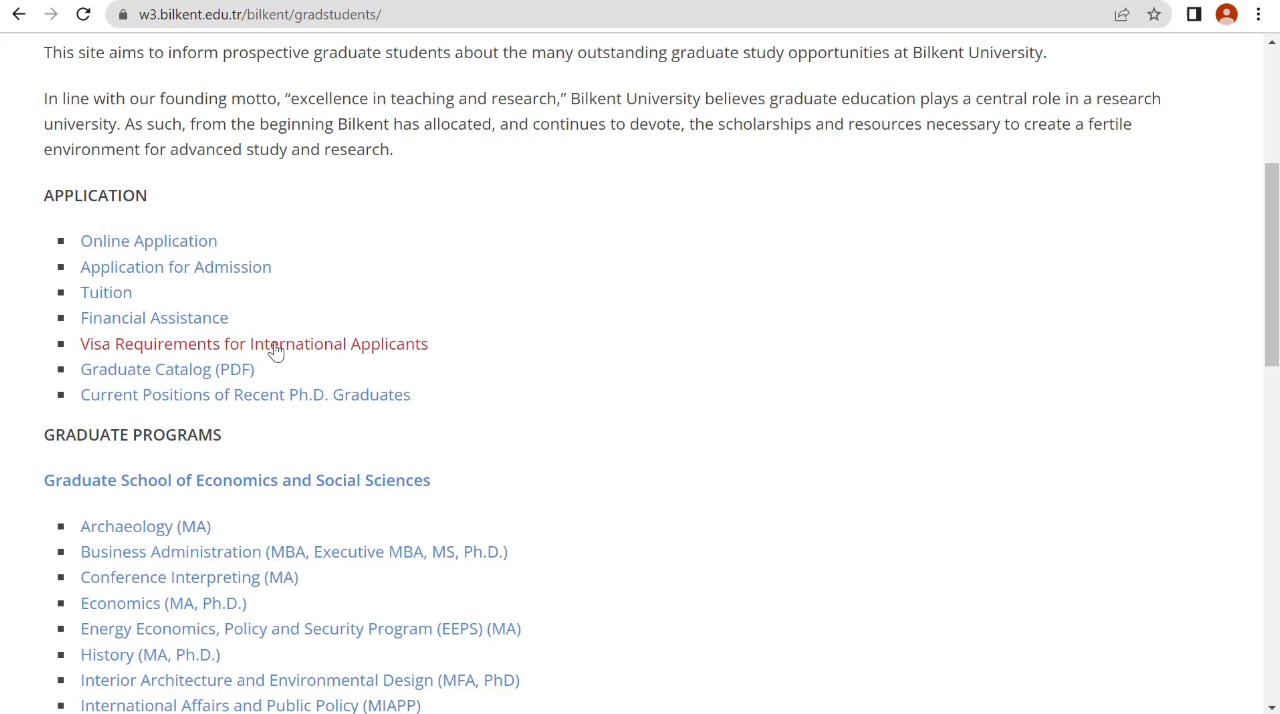 w3.bilkent.edu.tr/bilkent/gradstudents/
This site aims to inform prospective graduate students about the many outstanding graduate study opportunities at Bilkent University.
In line with our founding motto, “excellence in teaching and research,” Bilkent University believes graduate education plays a central role in a research
university. As such, from the beginning Bilkent has allocated, and continues to devote, the scholarships and resources necessary to create a fertile
environment for advanced study and research.
APPLICATION
Online Application
Application for Admission
Tuition
Financial Assistance
Visa Requirements for International Applicants
Graduate Catalog (PDF)
Current Positions of Recent Ph.D. Graduates
GRADUATE PROGRAMS
Graduate School of Economics and Social Sciences
Archaeology (MA)
Business Administration (MBA, Executive MBA, MS, Ph.D.)
Conference Interpreting (MA)
Economics (MA, Ph.D.)
Energy Economics, Policy and Security Program (EEPS) (MA)
History (MA, Ph.D.)
Interior Architecture and Environmental Design (MFA, PhD)
International Affairs and Public Policy (MIAPP)